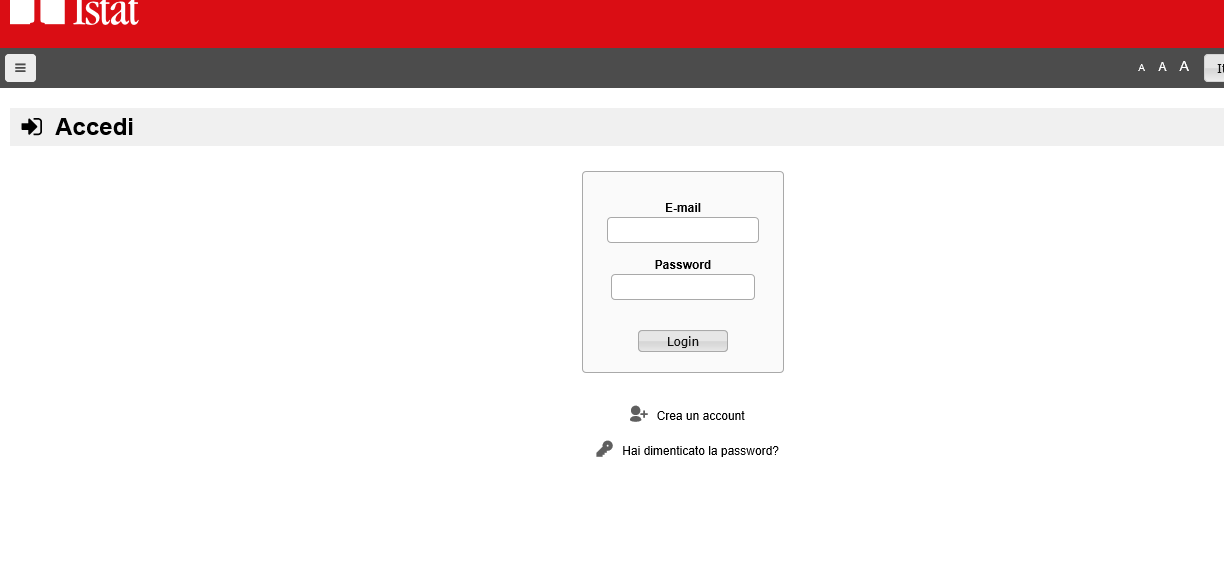 Istat
A A A
Accedi
E-mail
Password
Login
Crea un account
Hai dimenticato la password?